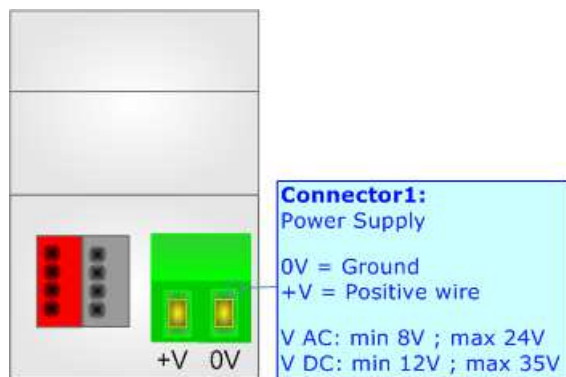 Connector1:
Power Supply
0V = Ground
+V = Positive wire
V AC: min 8V ; max 24V
V DC: min 12V ; max 35V
+V 0V